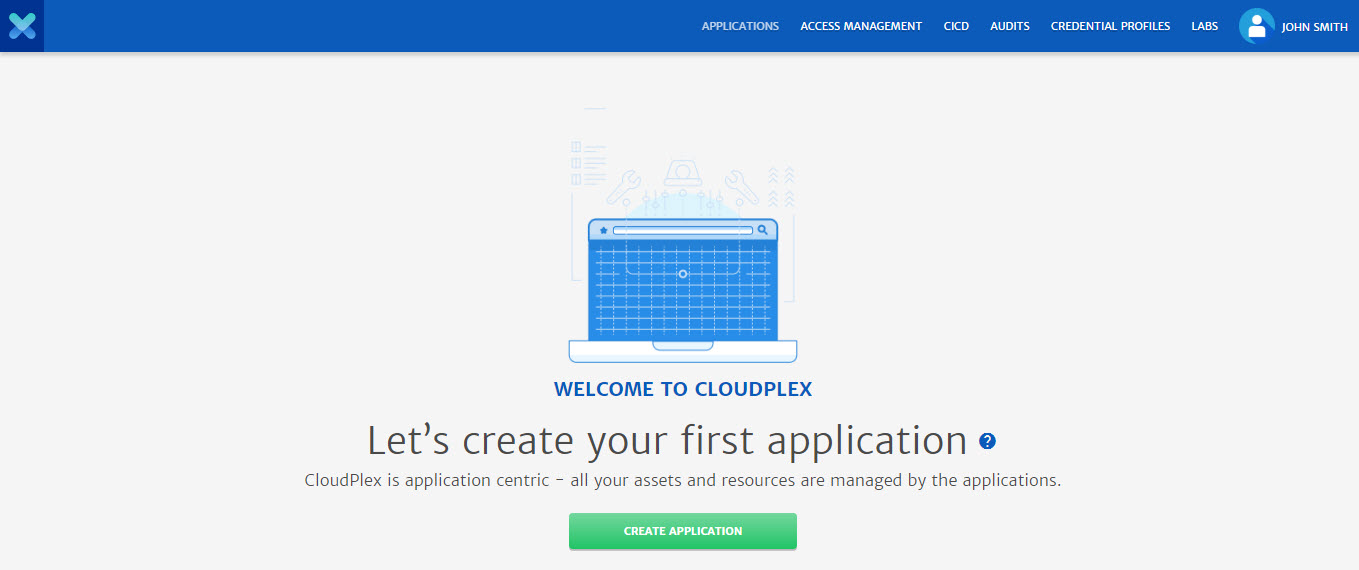 APPLICATIONS ACCESS MANAGEMENT CICD AUDITS CREDENTIAL PROFILES LABS JOHN SMITH
WELCOME TO CLOUDPLEX
Let’s create your first application ?
CloudPlex is application centric - all your assets and resources are managed by the applications.
CREATE APPLICATION